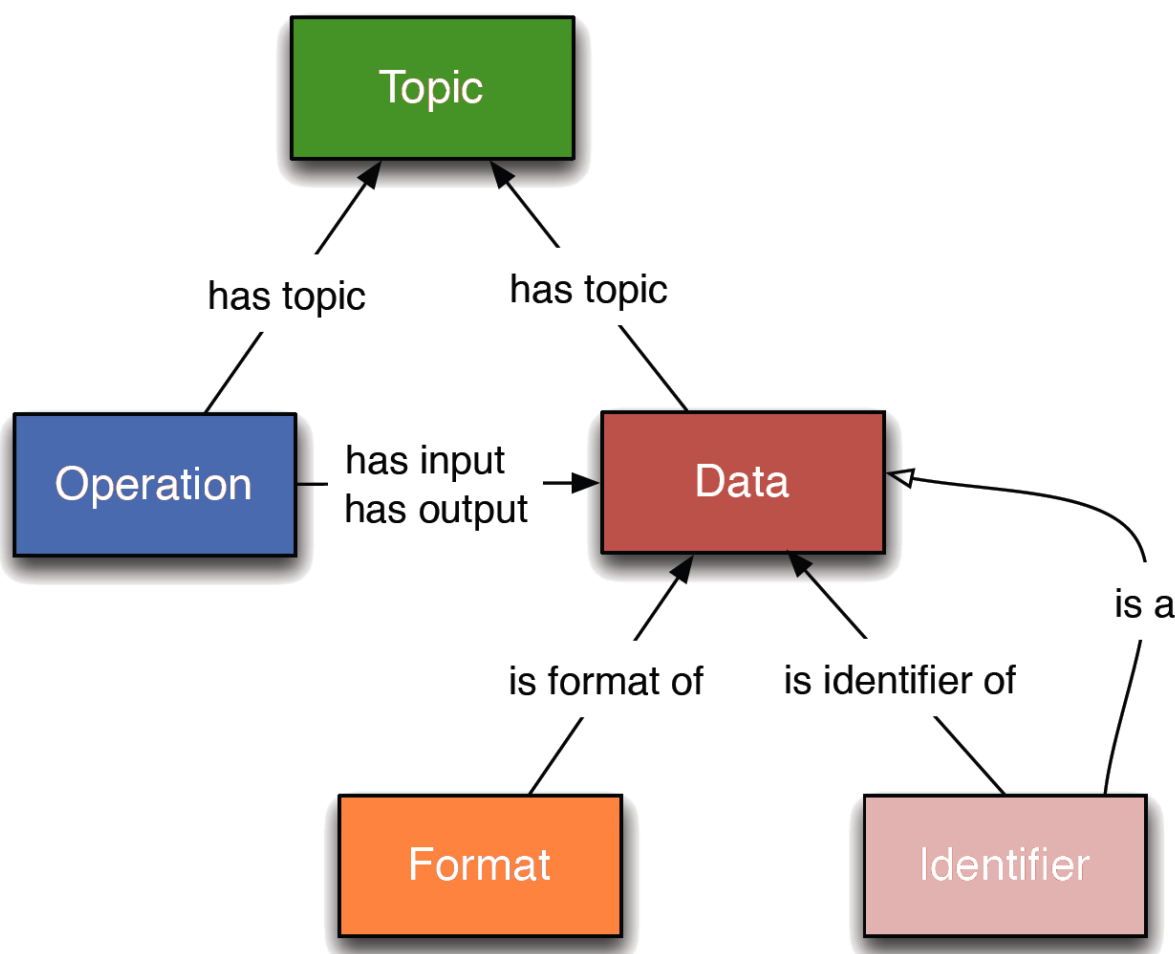 Topic
has topic
has topic
Operation
has input
has output
Data
is a
is format of
is identifier of
Format
Identifier